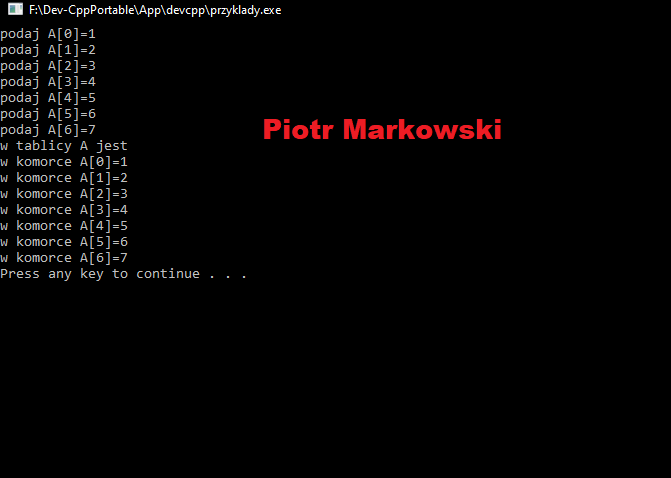 F:\Dev-CppPortable\App\devcpp\przyklady.exe
podaj A[0]=1
podaj A[1]=2
podaj A[2]=3
podaj A[3]=4
podaj A[4]=5
podaj A[5]=6
podaj A[6]=7
Piotr Markowski
w tablicy A jest
w komorce A[0]=1
w komorce A[1]=2
w komorce A[2]=3
w komorce A[3]=4
w komorce A[4]=5
w komorce A[5]=6
w komorce A[6]=7
Press any key to continue . . .